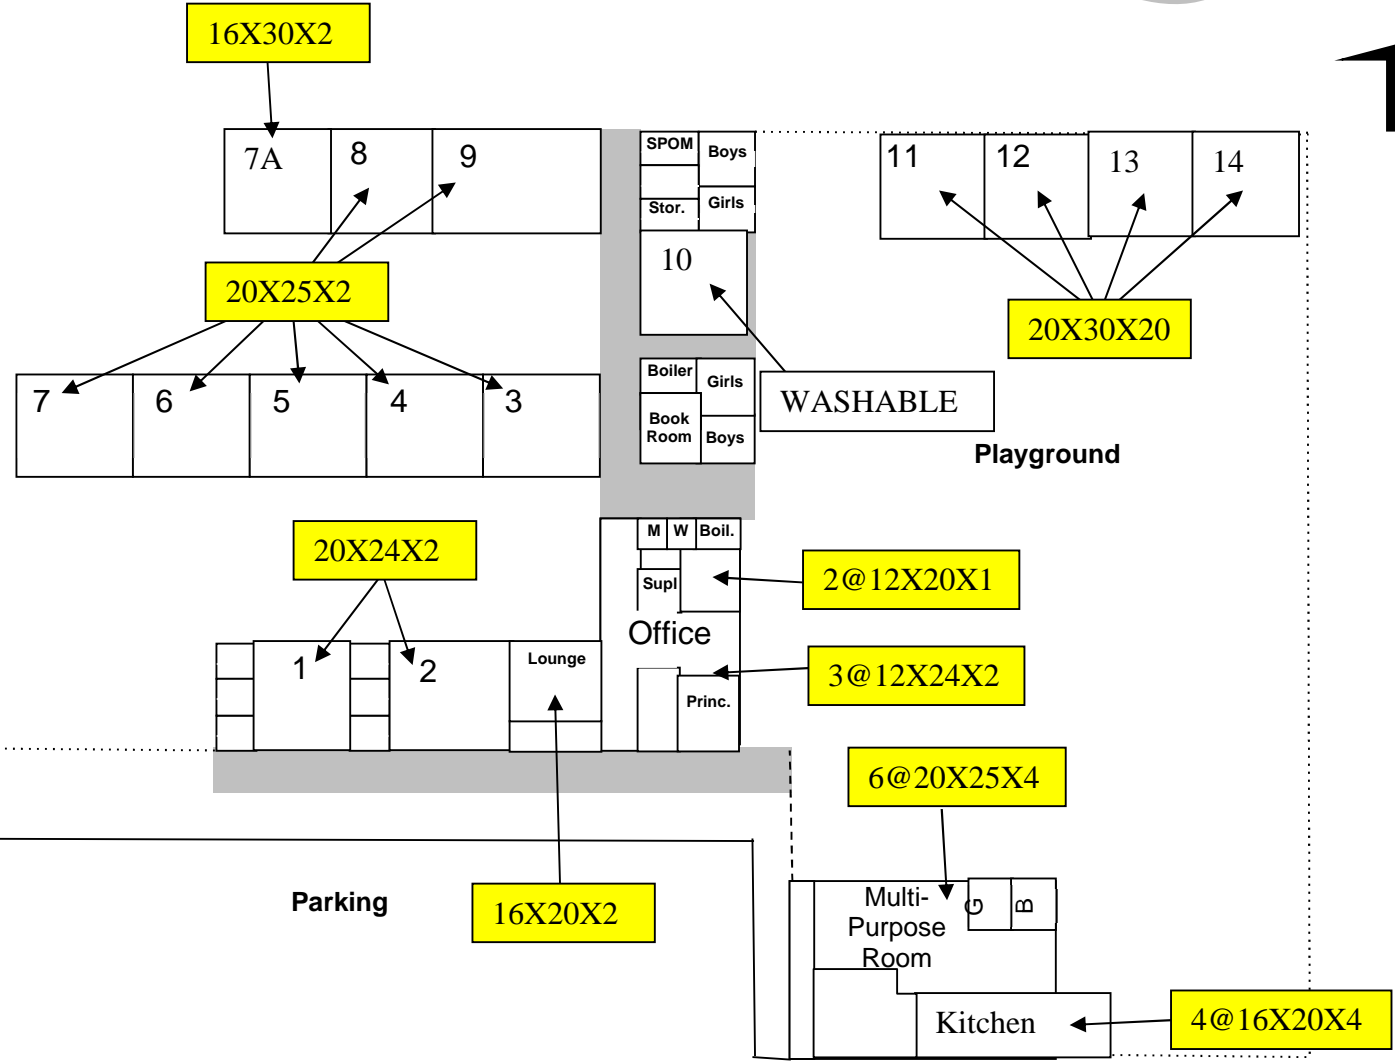 16X30X2
7A
8
9
SPOM
Boys
Stor.
Girls
11
12
13
14
10
20X25X2
20X30X20
7
6
5
4
3
Boiler
Girls
Book
Room
Boys
WASHABLE
Playground
M
W
Boil.
20X24X2
Supl
2@12X20X1
Office
1
2
Lounge
3@12X24X2
Princ.
6@20X25X4
Parking
16X20X2
Multi-
Purpose
Room
G
B
Kitchen
4@16X20X4